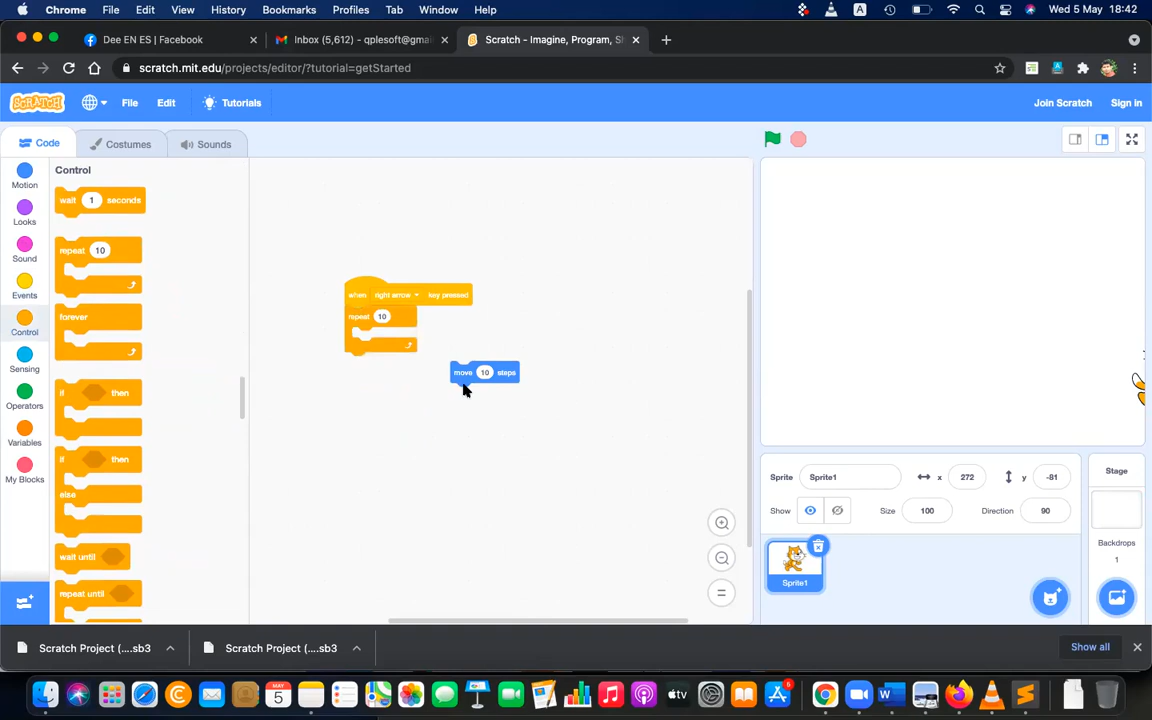 Chrome File Edit View History Bookmarks Profiles Tab Window Help A Wed 5 May 18:42
Dee EN ES | Facebook Inbox (5,612) - qplesoft@gma Scratch - Imagine, Program, Sh
scratch.mit.edu/projects/editor/?tutorial=getStarted
SCRATCH File Edit Tutorials Join Scratch Sign in
Code Costumes Sounds
Motion
Looks
Sound
Events
Control
Sensing
Operators
Variables
My Blocks
Control
wait 1 seconds
repeat 10
forever
if then
if then
else
wait until
repeat until
when right arrow key pressed
repeat 10
move 10 steps
Sprite Sprite1 x 272 y -81
Show Size 100 Direction 90
Sprite1
Stage
Backdrops
1
Scratch Project (....sb3 Scratch Project (....sb3 Show all
5
tv
6